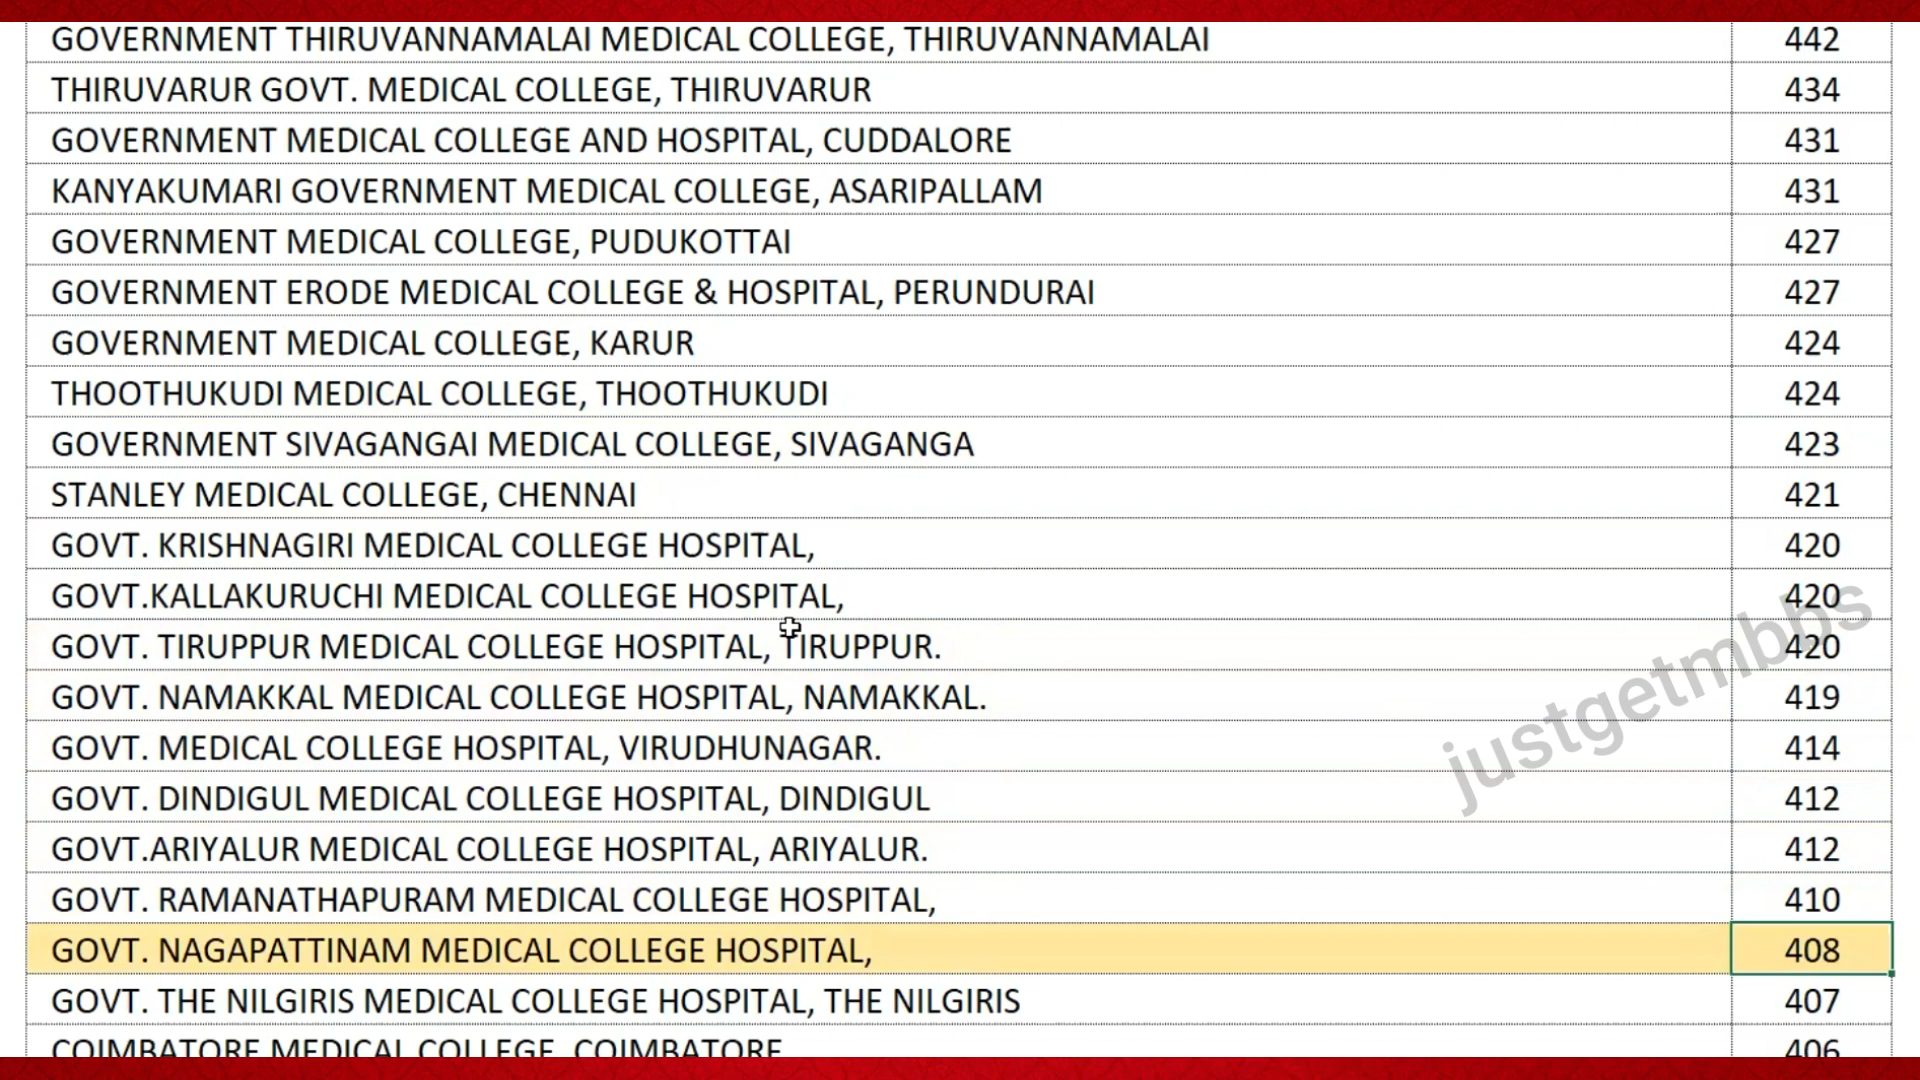 GOVERNMENT THIRUVANNAMALAI MEDICAL COLLEGE, THIRUVANNAMALAI 442
THIRUVARUR GOVT. MEDICAL COLLEGE, THIRUVARUR 434
GOVERNMENT MEDICAL COLLEGE AND HOSPITAL, CUDDALORE 431
KANYAKUMARI GOVERNMENT MEDICAL COLLEGE, ASARIPALLAM 431
GOVERNMENT MEDICAL COLLEGE, PUDUKOTTAI 427
GOVERNMENT ERODE MEDICAL COLLEGE & HOSPITAL, PERUNDURAI 427
GOVERNMENT MEDICAL COLLEGE, KARUR 424
THOOTHUKUDI MEDICAL COLLEGE, THOOTHUKUDI 424
GOVERNMENT SIVAGANGAI MEDICAL COLLEGE, SIVAGANGA 423
STANLEY MEDICAL COLLEGE, CHENNAI 421
GOVT. KRISHNAGIRI MEDICAL COLLEGE HOSPITAL, 420
GOVT.KALLAKURUCHI MEDICAL COLLEGE HOSPITAL, 420
GOVT. TIRUPPUR MEDICAL COLLEGE HOSPITAL, TIRUPPUR. 420
GOVT. NAMAKKAL MEDICAL COLLEGE HOSPITAL, NAMAKKAL. 419
GOVT. MEDICAL COLLEGE HOSPITAL, VIRUDHUNAGAR. 414
GOVT. DINDIGUL MEDICAL COLLEGE HOSPITAL, DINDIGUL 412
GOVT.ARIYALUR MEDICAL COLLEGE HOSPITAL, ARIYALUR. 412
GOVT. RAMANATHAPURAM MEDICAL COLLEGE HOSPITAL, 410
GOVT. NAGAPATTINAM MEDICAL COLLEGE HOSPITAL, 408
GOVT. THE NILGIRIS MEDICAL COLLEGE HOSPITAL, THE NILGIRIS 407
COIMBATORE MEDICAL COLLEGE, COIMBATORE 406
justgetmbbs